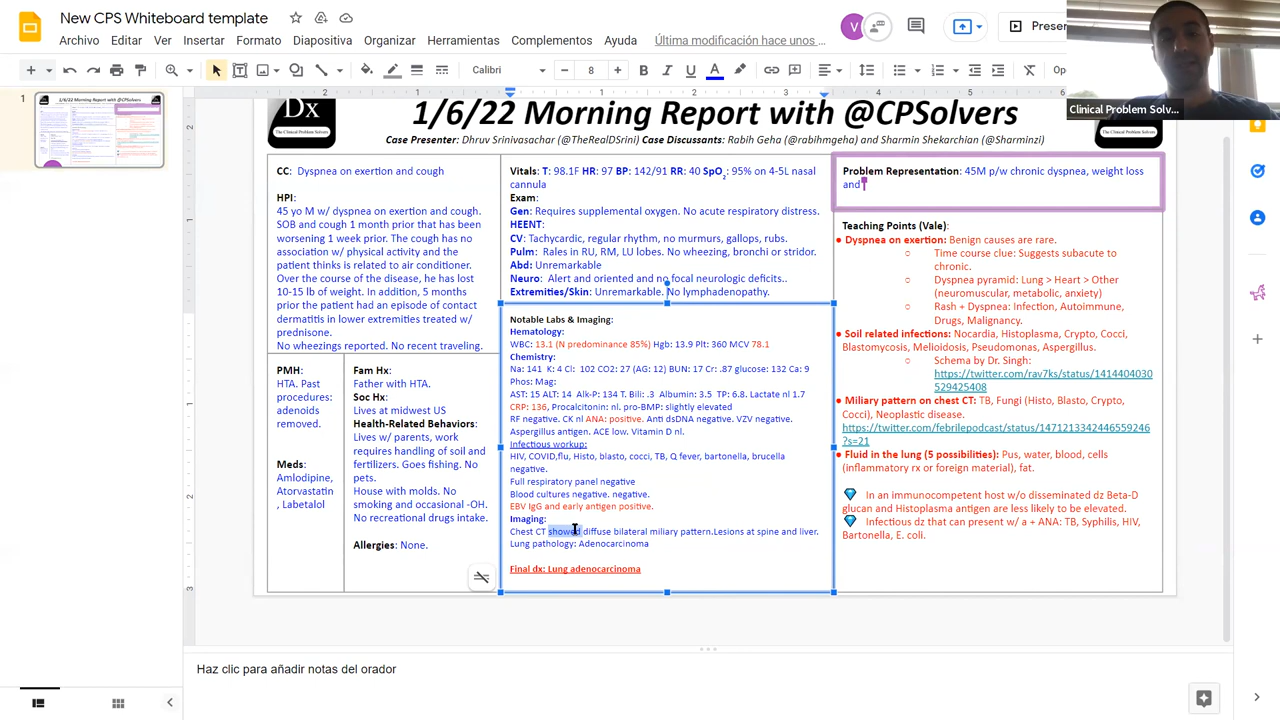 New CPS Whiteboard template
Archivo Editar Ver Insertar Formato Diapositiva Organizar Herramientas Complementos Ayuda Última modificación hace unos …
V
Presen
Calibri
8
1
2 1 1 2 3 4 5 6
Clinical Problem Solv...
Dx
The Clinical Problem Solvers
1/6/22 Morning Report with @CPSolvers
The Clinical Problem Solvers
CC: Dyspnea on exertion and cough
HPI:
45 yo M w/ dyspnea on exertion and cough.
SOB and cough 1 month prior that has been
worsening 1 week prior. The cough has no
association w/ physical activity and the
patient thinks is related to air conditioner.
Over the course of the disease, he has lost
10-15 lb of weight. In addition, 5 months
prior the patient had an episode of contact
dermatitis in lower extremities treated w/
prednisone.
No wheezings reported. No recent traveling.
PMH:
HTA. Past
procedures:
adenoids
removed.
Meds:
Amlodipine,
Atorvastatin
, Labetalol
Fam Hx:
Father with HTA.
Soc Hx:
Lives at midwest US
Health-Related Behaviors:
Lives w/ parents, work
requires handling of soil and
fertilizers. Goes fishing. No
pets.
House with molds. No
smoking and occasional -OH.
No recreational drugs intake.
Allergies: None.
Vitals: T: 98.1F HR: 97 BP: 142/91 RR: 40 SpO2: 95% on 4-5L nasal
cannula
Exam:
Gen: Requires supplemental oxygen. No acute respiratory distress.
HEENT:
CV: Tachycardic, regular rhythm, no murmurs, gallops, rubs.
Pulm: Rales in RU, RM, LU lobes. No wheezing, bronchi or stridor.
Abd: Unremarkable
Neuro: Alert and oriented and no focal neurologic deficits..
Extremities/Skin: Unremarkable. No lymphadenopathy.
Notable Labs & Imaging:
Hematology:
WBC: 13.1 (N predominance 85%) Hgb: 13.9 Plt: 360 MCV 78.1
Chemistry:
Na: 141 K: 4 Cl: 102 CO2: 27 (AG: 12) BUN: 17 Cr: .87 glucose: 132 Ca: 9
Phos: Mag:
AST: 15 ALT: 14 Alk-P: 134 T. Bili: .3 Albumin: 3.5 TP: 6.8. Lactate nl 1.7
CRP: 136, Procalcitonin: nl. pro-BMP: slightly elevated
RF negative. CK nl ANA: positive. Anti dsDNA negative. VZV negative.
Aspergillus antigen. ACE low. Vitamin D nl.
Infectious workup:
HIV, COVID,flu, Histo, blasto, cocci, TB, Q fever, bartonella, brucella
negative.
Full respiratory panel negative
Blood cultures negative. negative.
EBV IgG and early antigen positive.
Imaging:
Chest CT showed diffuse bilateral miliary pattern.Lesions at spine and liver.
Lung pathology: Adenocarcinoma
Final dx: Lung adenocarcinoma
Problem Representation: 45M p/w chronic dyspnea, weight loss
and
Teaching Points (Vale):
● Dyspnea on exertion: Benign causes are rare.
○ Time course clue: Suggests subacute to
chronic.
○ Dyspnea pyramid: Lung > Heart > Other
(neuromuscular, metabolic, anxiety)
○ Rash + Dyspnea: Infection, Autoimmune,
Drugs, Malignancy.
● Soil related infections: Nocardia, Histoplasma, Crypto, Cocci,
Blastomycosis, Melioidosis, Pseudomonas, Aspergillus.
○ Schema by Dr. Singh:
https://twitter.com/rav7ks/status/1414404030
529425408
● Miliary pattern on chest CT: TB, Fungi (Histo, Blasto, Crypto,
Cocci), Neoplastic disease.
https://twitter.com/febrilepodcast/status/1471213342446559246
?s=21
● Fluid in the lung (5 possibilities): Pus, water, blood, cells
(inflammatory rx or foreign material), fat.
In an immunocompetent host w/o disseminated dz Beta-D
glucan and Histoplasma antigen are less likely to be elevated.
Infectious dz that can present w/ a + ANA: TB, Syphilis, HIV,
Bartonella, E. coli.
Haz clic para añadir notas del orador